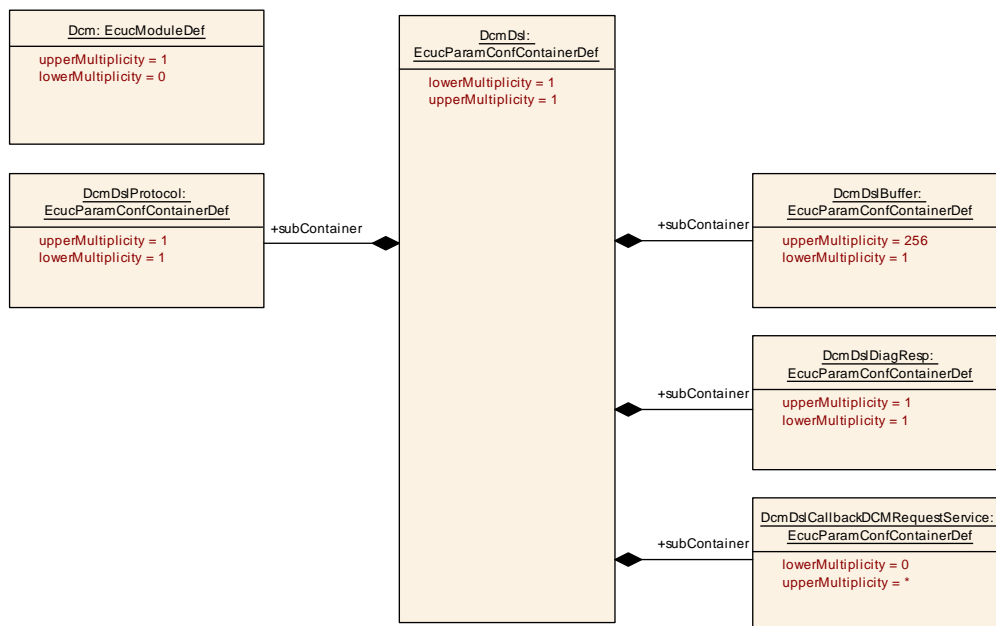 Dcm: EcucModuleDef
upperMultiplicity = 1
lowerMultiplicity = 0
DcmDsl:
EcucParamConfContainerDef
lowerMultiplicity = 1
upperMultiplicity = 1
DcmDslProtocol:
EcucParamConfContainerDef
upperMultiplicity = 1
lowerMultiplicity = 1
+subContainer
+subContainer
DcmDslBuffer:
EcucParamConfContainerDef
upperMultiplicity = 256
lowerMultiplicity = 1
+subContainer
DcmDslDiagResp:
EcucParamConfContainerDef
upperMultiplicity = 1
lowerMultiplicity = 1
+subContainer
DcmDslCallbackDCMRequestService:
EcucParamConfContainerDef
lowerMultiplicity = 0
upperMultiplicity = *